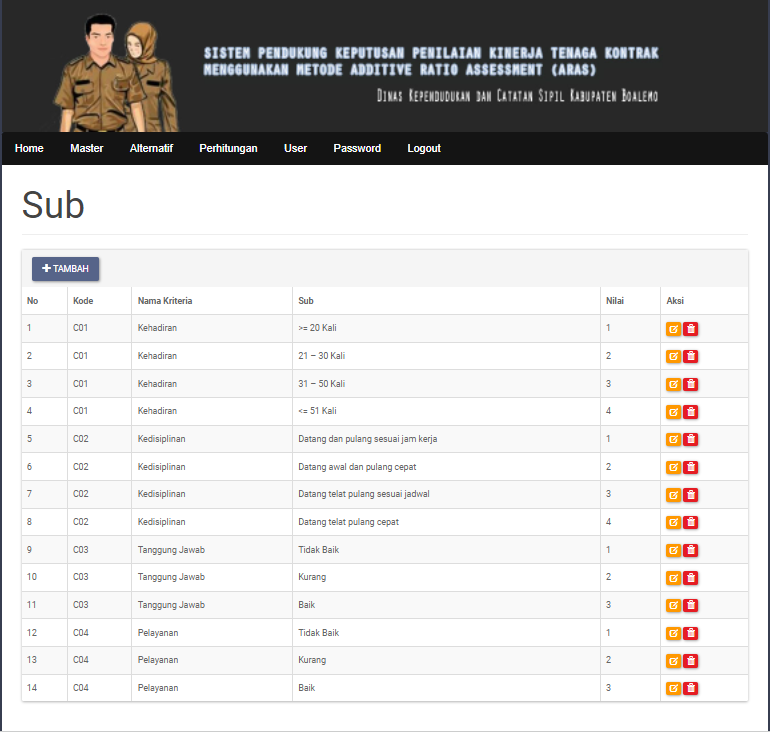 SISTEM PENDUKUNG KEPUTUSAN PENILAIAN KINERJA TENAGA KONTRAK
MENGGUNAKAN METODE ADDITIVE RATIO ASSESSMENT (ARAS)
Dinas Kependudukan dan Catatan Sipil Kabupaten Boalemo
Home Master Alternatif Perhitungan User Password Logout
Sub
+ TAMBAH
No Kode Nama Kriteria Sub Nilai Aksi
1 C01 Kehadiran >= 20 Kali 1
2 C01 Kehadiran 21 – 30 Kali 2
3 C01 Kehadiran 31 – 50 Kali 3
4 C01 Kehadiran <= 51 Kali 4
5 C02 Kedisiplinan Datang dan pulang sesuai jam kerja 1
6 C02 Kedisiplinan Datang awal dan pulang cepat 2
7 C02 Kedisiplinan Datang telat pulang sesuai jadwal 3
8 C02 Kedisiplinan Datang telat pulang cepat 4
9 C03 Tanggung Jawab Tidak Baik 1
10 C03 Tanggung Jawab Kurang 2
11 C03 Tanggung Jawab Baik 3
12 C04 Pelayanan Tidak Baik 1
13 C04 Pelayanan Kurang 2
14 C04 Pelayanan Baik 3